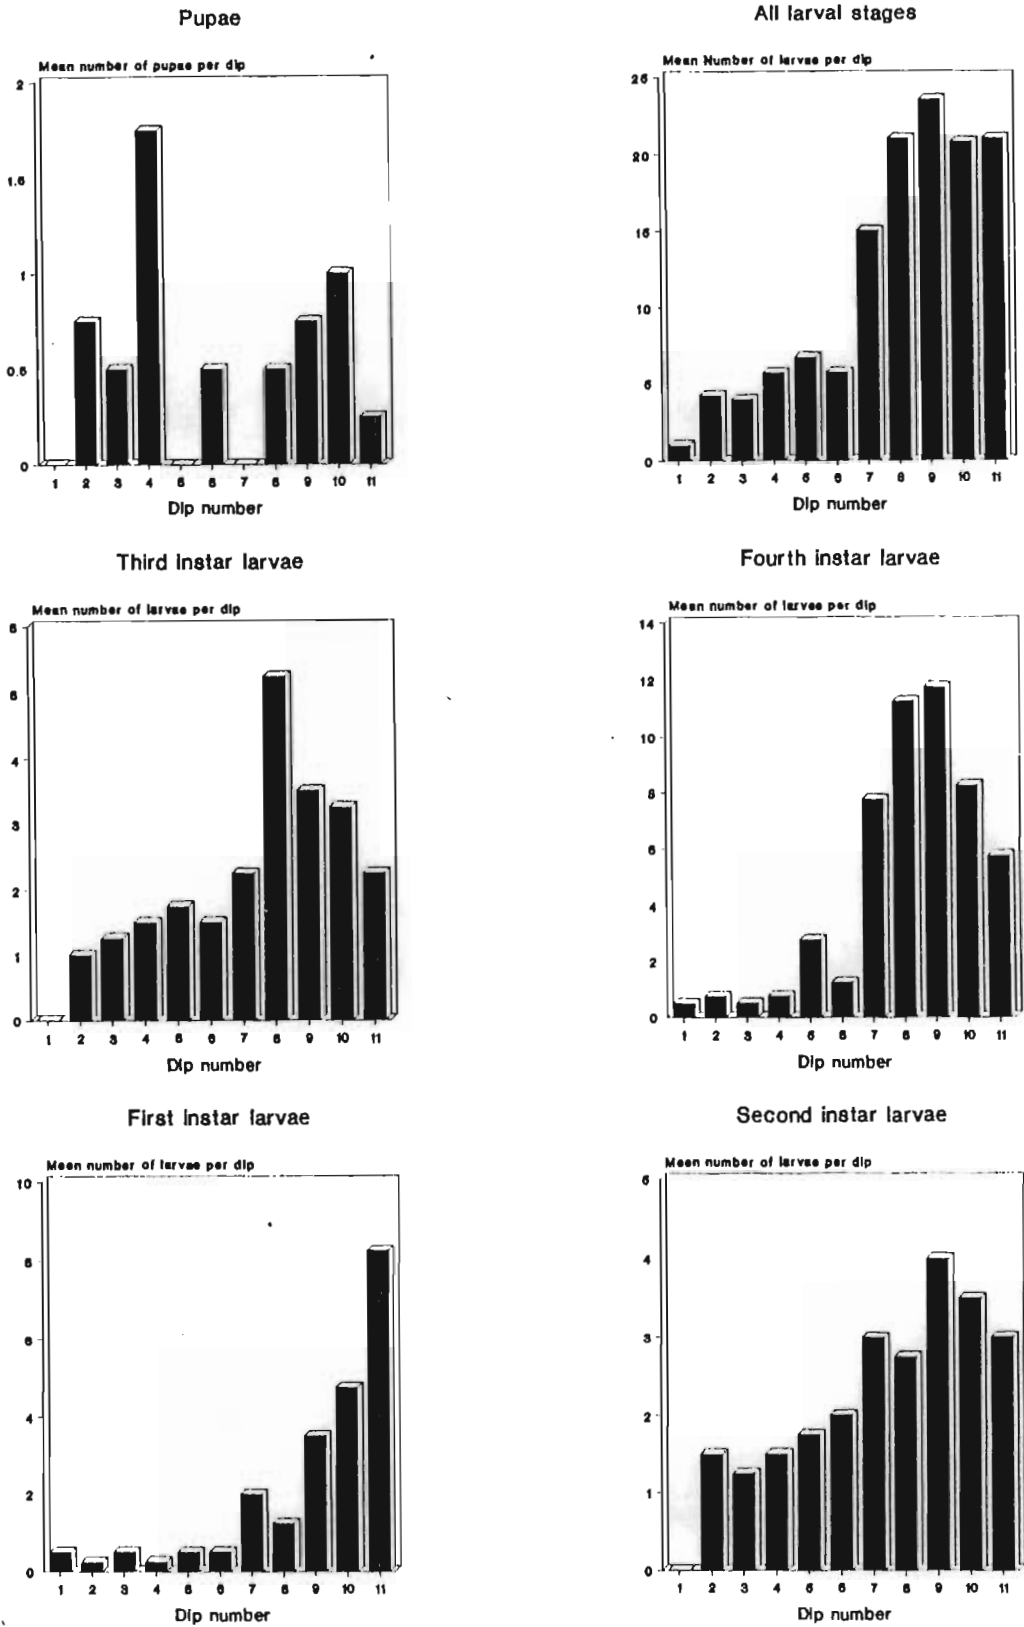 Pupae
Mean number of pupae per dip
2
1.5
1
0.5
0
1 2 3 4 5 6 7 8 9 10 11
Dip number
All larval stages
Mean Number of larvae per dip
25
20
15
10
5
0
1 2 3 4 5 6 7 8 9 10 11
Dip number
Third instar larvae
Mean number of larvae per dip
6
5
4
3
2
1
0
1 2 3 4 5 6 7 8 9 10 11
Dip number
Fourth instar larvae
Mean number of larvae per dip
14
12
10
8
6
4
2
0
1 2 3 4 5 6 7 8 9 10 11
Dip number
First instar larvae
Mean number of larvae per dip
10
8
6
4
2
0
1 2 3 4 5 6 7 8 9 10 11
Dip number
Second instar larvae
Mean number of larvae per dip
5
4
3
2
1
0
1 2 3 4 5 6 7 8 9 10 11
Dip number